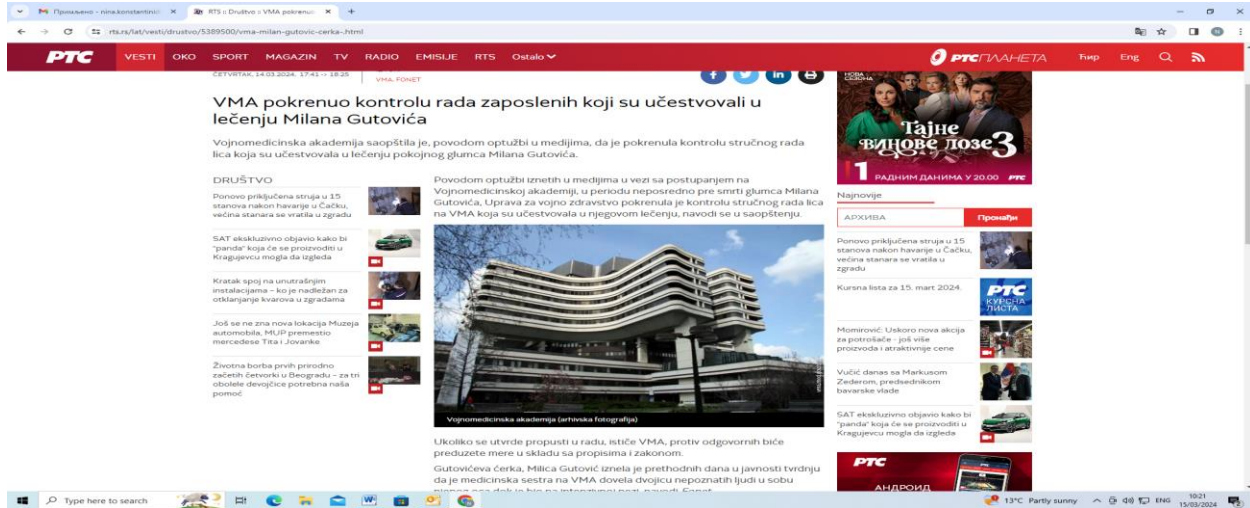 Примљено - nina.konstantinić
RTS :: Društvo :: VMA pokrenuo
rts.rs/lat/vesti/drustvo/5389500/vma-milan-gutovic-cerka-.html
РТС VESTI OKO SPORT MAGAZIN TV RADIO EMISIJE RTS Ostalo
РТС ПЛАНЕТА Ћир Eng
ČETVRTAK, 14.03.2024, 17:41 -> 18:25
VMA, FONET
VMA pokrenuo kontrolu rada zaposlenih koji su učestvovali u
lečenju Milana Gutovića
Vojnomedicinska akademija saopštila je, povodom optužbi u medijima, da je pokrenula kontrolu stručnog rada
lica koja su učestvovala u lečenju pokojnog glumca Milana Gutovića.
DRUŠTVO
Ponovo priključena struja u 15
stanova nakon havarije u Čačku,
većina stanara se vratila u zgradu
SAT ekskluzivno objavio kako bi
"panda" koja će se proizvoditi u
Kragujevcu mogla da izgleda
Kratak spoj na unutrašnjim
instalacijama – ko je nadležan za
otklanjanje kvarova u zgradama
Još se ne zna nova lokacija Muzeja
automobila, MUP premestio
mercedese Tita i Jovanke
Životna borba prvih prirodno
začetih četvorki u Beogradu – za tri
obolele devojčice potrebna naša
pomoć
Povodom optužbi iznetih u medijima u vezi sa postupanjem na
Vojnomedicinskoj akademiji, u periodu neposredno pre smrti glumca Milana
Gutovića, Uprava za vojno zdravstvo pokrenula je kontrolu stručnog rada lica
na VMA koja su učestvovala u njegovom lečenju, navodi se u saopštenju.
Vojnomedicinska akademija (arhivska fotografija)
Ukoliko se utvrde propusti u radu, ističe VMA, protiv odgovornih biće
preduzete mere u skladu sa propisima i zakonom.
Gutovićeva ćerka, Milica Gutović iznela je prethodnih dana u javnosti tvrdnju
da je medicinska sestra na VMA dovela dvojicu nepoznatih ljudi u sobu
НОВА
СЕЗОНА
Тајне
винове лозе 3
1 РАДНИМ ДАНИМА У 20.00 РТС
Najnovije
АРХИВА Пронађи
Ponovo priključena struja u 15
stanova nakon havarije u Čačku,
većina stanara se vratila u
zgradu
Kursna lista za 15. mart 2024.
РТС
КУРСНА
ЛИСТА
Momirović: Uskoro nova akcija
za potrošače - još više
proizvoda i atraktivnije cene
Vučić danas sa Markusom
Zederom, predsednikom
bavarske vlade
SAT ekskluzivno objavio kako bi
"panda" koja će se proizvoditi u
Kragujevcu mogla da izgleda
РТС
АНДРОИД
Type here to search
13°C Partly sunny ENG 10:21
15/03/2024